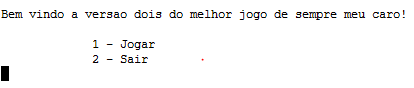 Bem vindo a versao dois do melhor jogo de sempre meu caro!
1 - Jogar
2 - Sair